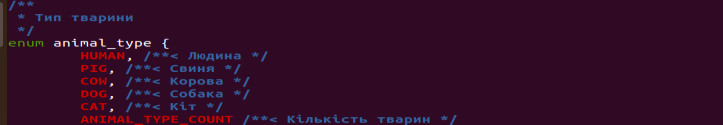 /**
 * Тип тварини
 */
enum animal_type {
        HUMAN, /**< Людина */
        PIG, /**< Свиня */
        COW, /**< Корова */
        DOG, /**< Собака */
        CAT, /**< Кіт */
        ANIMAL_TYPE_COUNT /**< Кількість тварин */